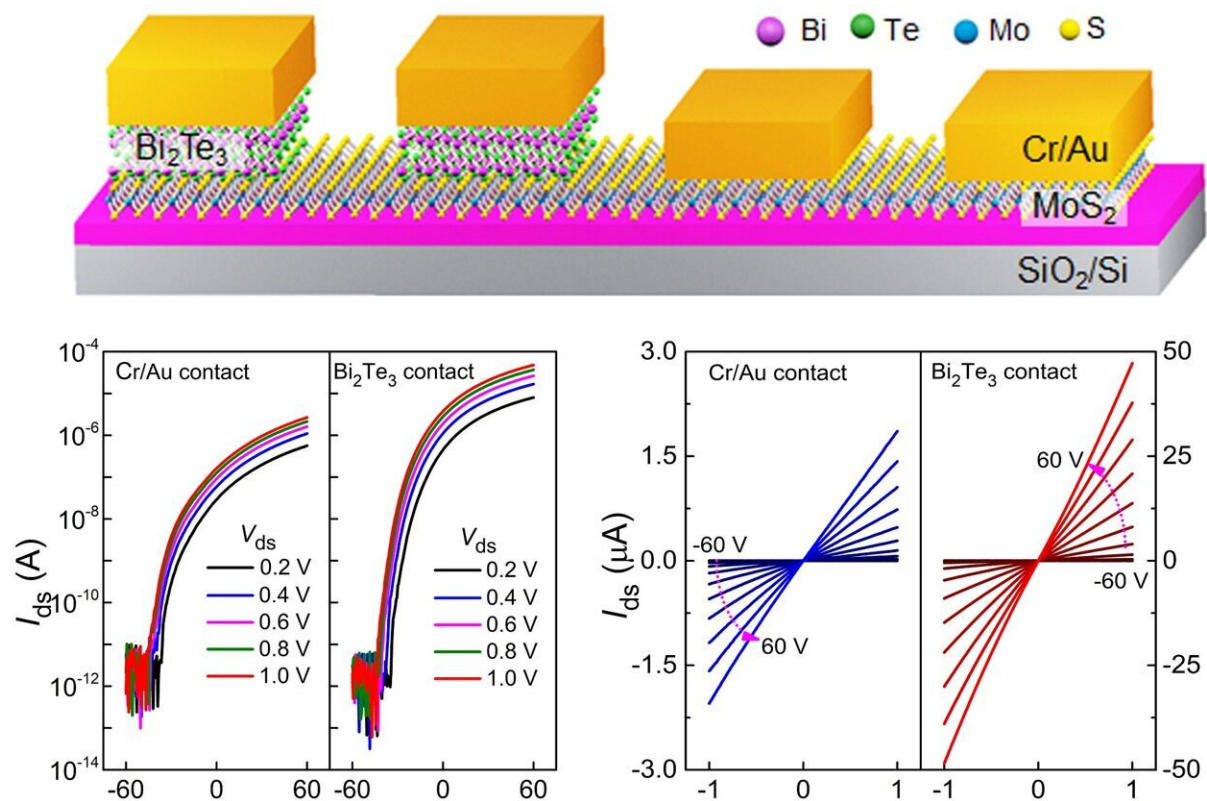 Bi Te Mo S
Bi₂Te₃
Cr/Au
MoS₂
SiO₂/Si
10⁻⁴
10⁻⁶
10⁻⁸
10⁻¹⁰
10⁻¹²
10⁻¹⁴
I_ds (A)
Cr/Au contact
V_ds
0.2 V
0.4 V
0.6 V
0.8 V
1.0 V
-60 0 60
Bi₂Te₃ contact
V_ds
0.2 V
0.4 V
0.6 V
0.8 V
1.0 V
-60 0 60
3.0
1.5
0.0
-1.5
-3.0
I_ds (μA)
Cr/Au contact
-60 V
60 V
-1 0 1
Bi₂Te₃ contact
60 V
-60 V
-1 0 1
50
25
0
-25
-50